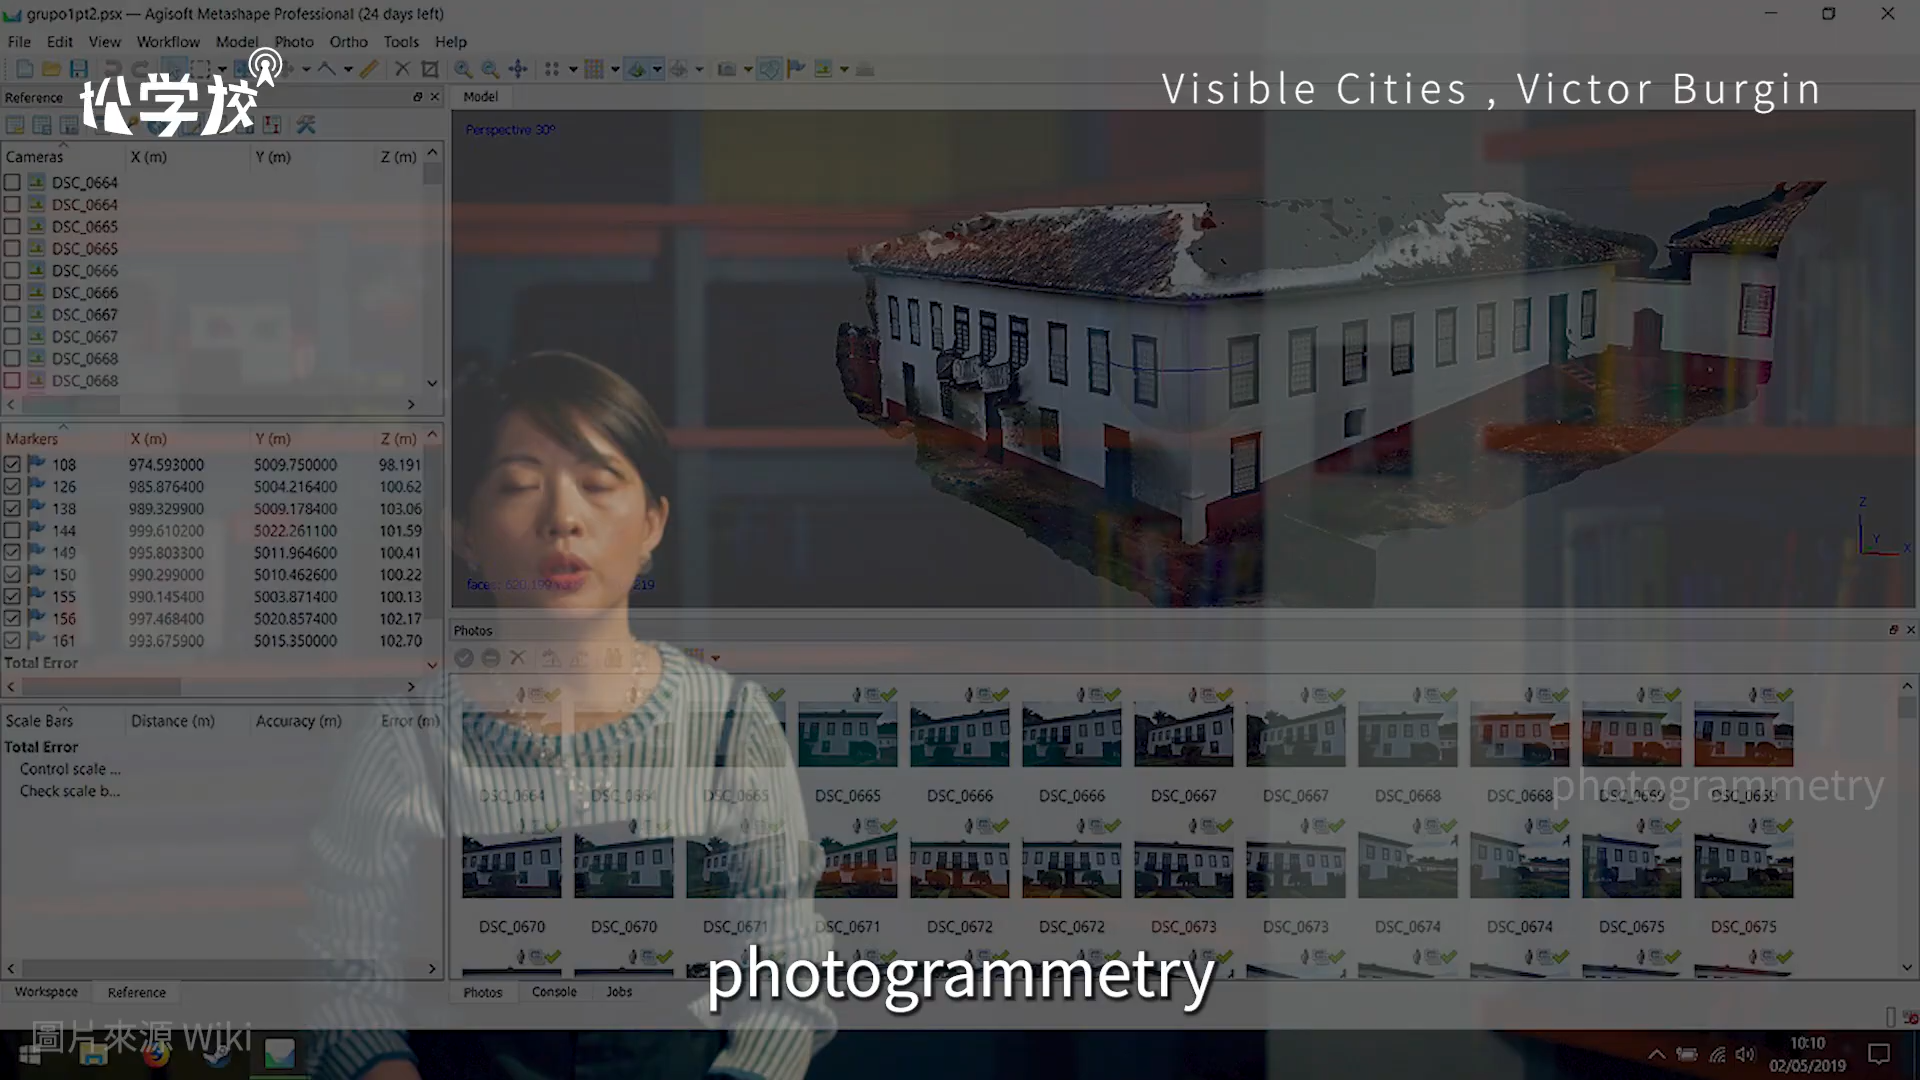 grupo1pt2.psx — Agisoft Metashape Professional (24 days left)
File Edit View Workflow Model Photo Ortho Tools Help
松学校
Visible Cities , Victor Burgin
Reference
Model
Perspective 30°
Cameras X (m) Y (m) Z (m)
DSC_0664
DSC_0664
DSC_0665
DSC_0665
DSC_0666
DSC_0666
DSC_0667
DSC_0667
DSC_0668
DSC_0668
Markers X (m) Y (m) Z (m)
108 974.593000 5009.750000 98.191
126 985.876400 5004.216400 100.62
138 989.329900 5009.178400 103.06
144 999.610200 5022.261100 101.59
149 995.803300 5011.964600 100.41
150 990.299000 5010.462600 100.22
155 990.145400 5003.871400 100.13
156 997.468400 5020.857400 102.17
161 993.675900 5015.350000 102.70
Total Error
Scale Bars Distance (m) Accuracy (m) Error (m)
Total Error
Control scale ...
Check scale b...
Workspace Reference
faces: 219
Z
Y
X
Photos
DSC_0664 DSC_0664 DSC_0665 DSC_0665 DSC_0666 DSC_0666 DSC_0667 DSC_0667 DSC_0668 DSC_0668 DSC_0669 DSC_0669
photogrammetry
DSC_0670 DSC_0670 DSC_0671 DSC_0671 DSC_0672 DSC_0672 DSC_0673 DSC_0673 DSC_0674 DSC_0674 DSC_0675 DSC_0675
photogrammetry
Photos Console Jobs
圖片來源 Wiki
10:10
02/05/2019